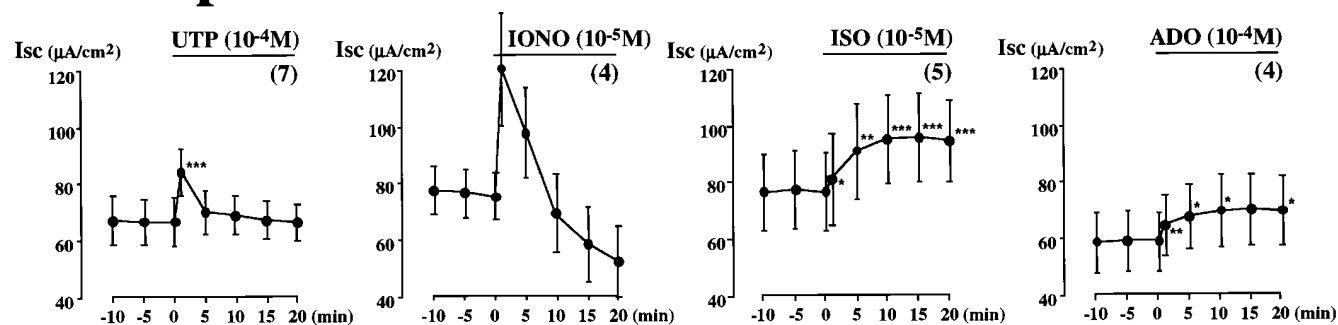 Isc (μA/cm²) UTP (10⁻⁴M)
(7)
120
100
80
60
40
***
-10 -5 0 5 10 15 20 (min)
Isc (μA/cm²) IONO (10⁻⁵M)
(4)
120
100
80
60
40
-10 -5 0 5 10 15 20 (min)
Isc (μA/cm²) ISO (10⁻⁵M)
(5)
120
100
80
60
40
* ** *** *** ***
-10 -5 0 5 10 15 20 (min)
Isc (μA/cm²) ADO (10⁻⁴M)
(4)
120
100
80
60
40
** * * *
-10 -5 0 5 10 15 20 (min)